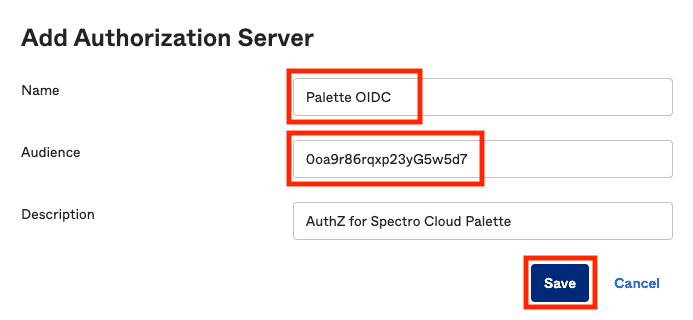 Add Authorization Server
Name
Palette OIDC
Audience
0oa9r86rqxp23yG5w5d7
Description
AuthZ for Spectro Cloud Palette
Save
Cancel